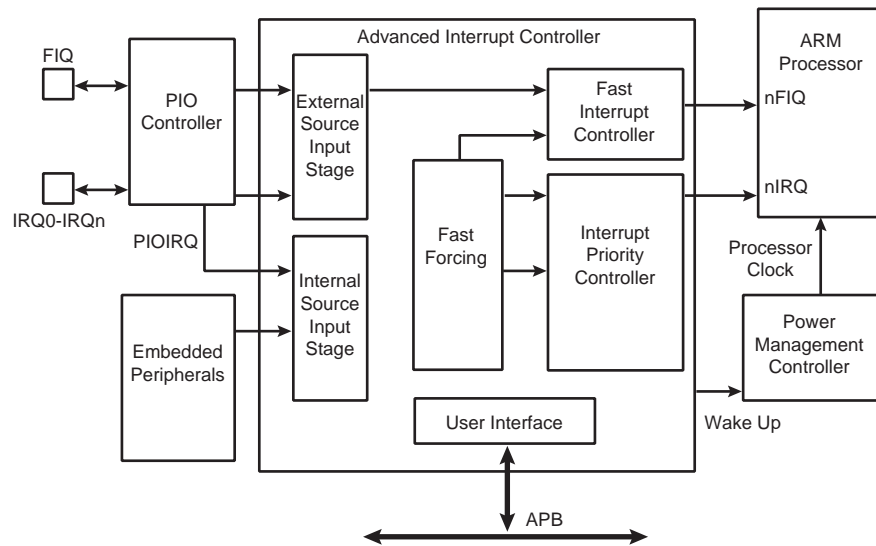 FIQ
PIO
Controller
IRQ0-IRQn
PIOIRQ
Embedded
Peripherals
Advanced Interrupt Controller
External
Source
Input
Stage
Internal
Source
Input
Stage
Fast
Forcing
Fast
Interrupt
Controller
Interrupt
Priority
Controller
User Interface
APB
ARM
Processor
nFIQ
nIRQ
Processor
Clock
Power
Management
Controller
Wake Up